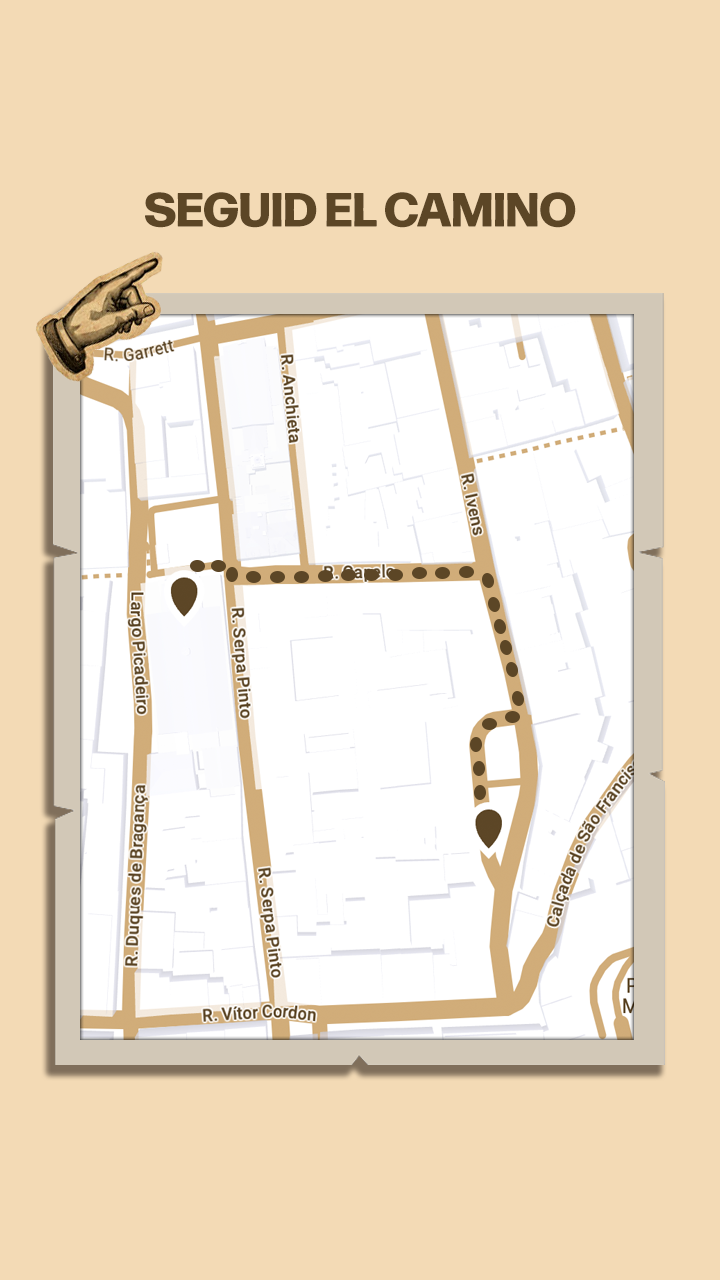 SEGUID EL CAMINO
R. Garrett
R. Anchieta
R. Ivens
R. Capelo
Largo Picadeiro
R. Serpa Pinto
Calçada de São Francis
R. Duques de Bragança
R. Serpa Pinto
R. Vítor Cordon